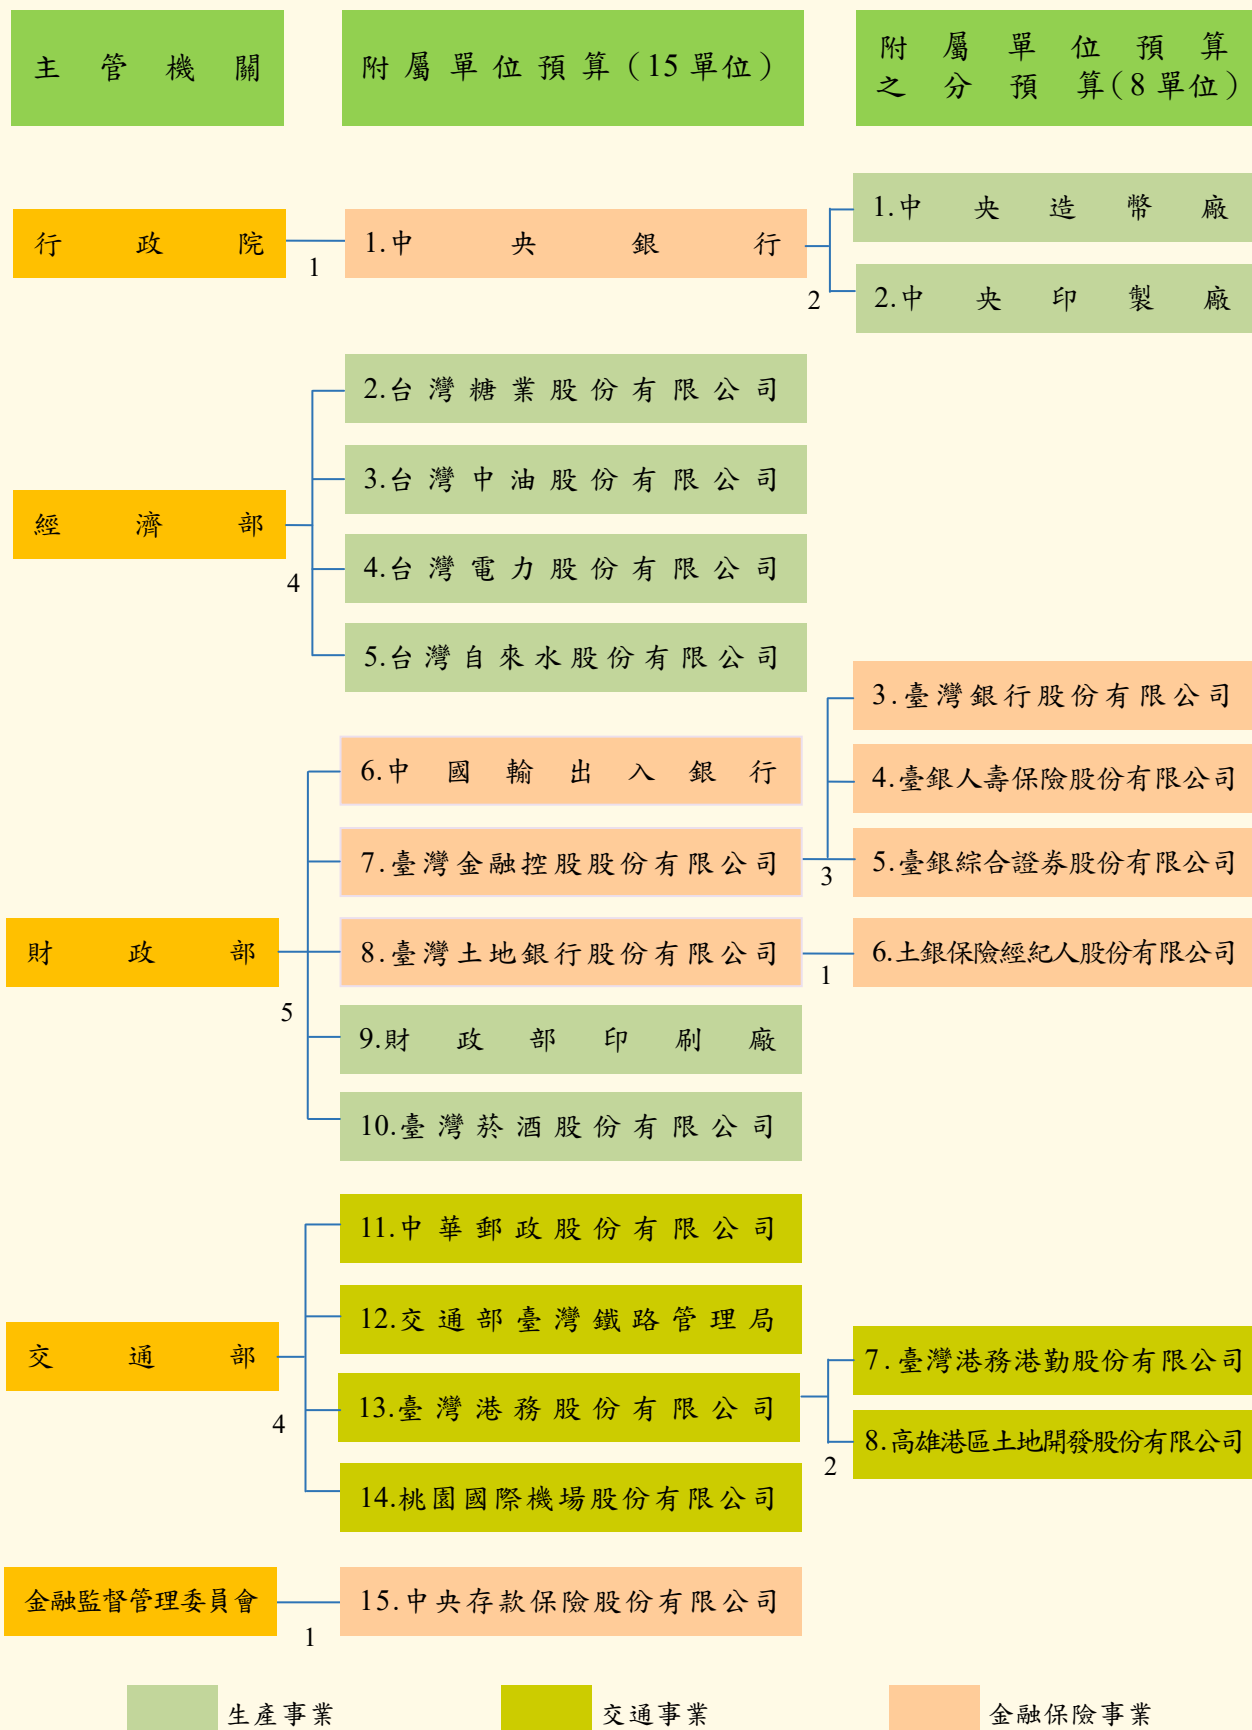 主管機關
附屬單位預算(15單位)
附屬單位預算
之分預算(8單位)
行政院
1
1.中央銀行
2
1.中央造幣廠
2.中央印製廠
經濟部
4
2.台灣糖業股份有限公司
3.台灣中油股份有限公司
4.台灣電力股份有限公司
5.台灣自來水股份有限公司
財政部
5
6.中國輸出入銀行
7.臺灣金融控股股份有限公司
3
3.臺灣銀行股份有限公司
4.臺銀人壽保險股份有限公司
5.臺銀綜合證券股份有限公司
8.臺灣土地銀行股份有限公司
1
6.土銀保險經紀人股份有限公司
9.財政部印刷廠
10.臺灣菸酒股份有限公司
交通部
4
11.中華郵政股份有限公司
12.交通部臺灣鐵路管理局
13.臺灣港務股份有限公司
2
7.臺灣港務港勤股份有限公司
8.高雄港區土地開發股份有限公司
14.桃園國際機場股份有限公司
金融監督管理委員會
1
15.中央存款保險股份有限公司
生產事業
交通事業
金融保險事業